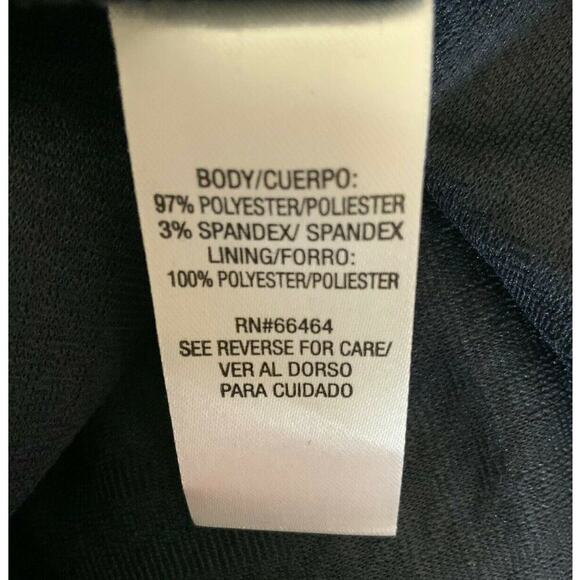 BODY/CUERPO:
97% POLYESTER/POLIESTER
3% SPANDEX/ SPANDEX
LINING/FORRO:
100% POLYESTER/POLIESTER
RN#66464
SEE REVERSE FOR CARE/
VER AL DORSO
PARA CUIDADO